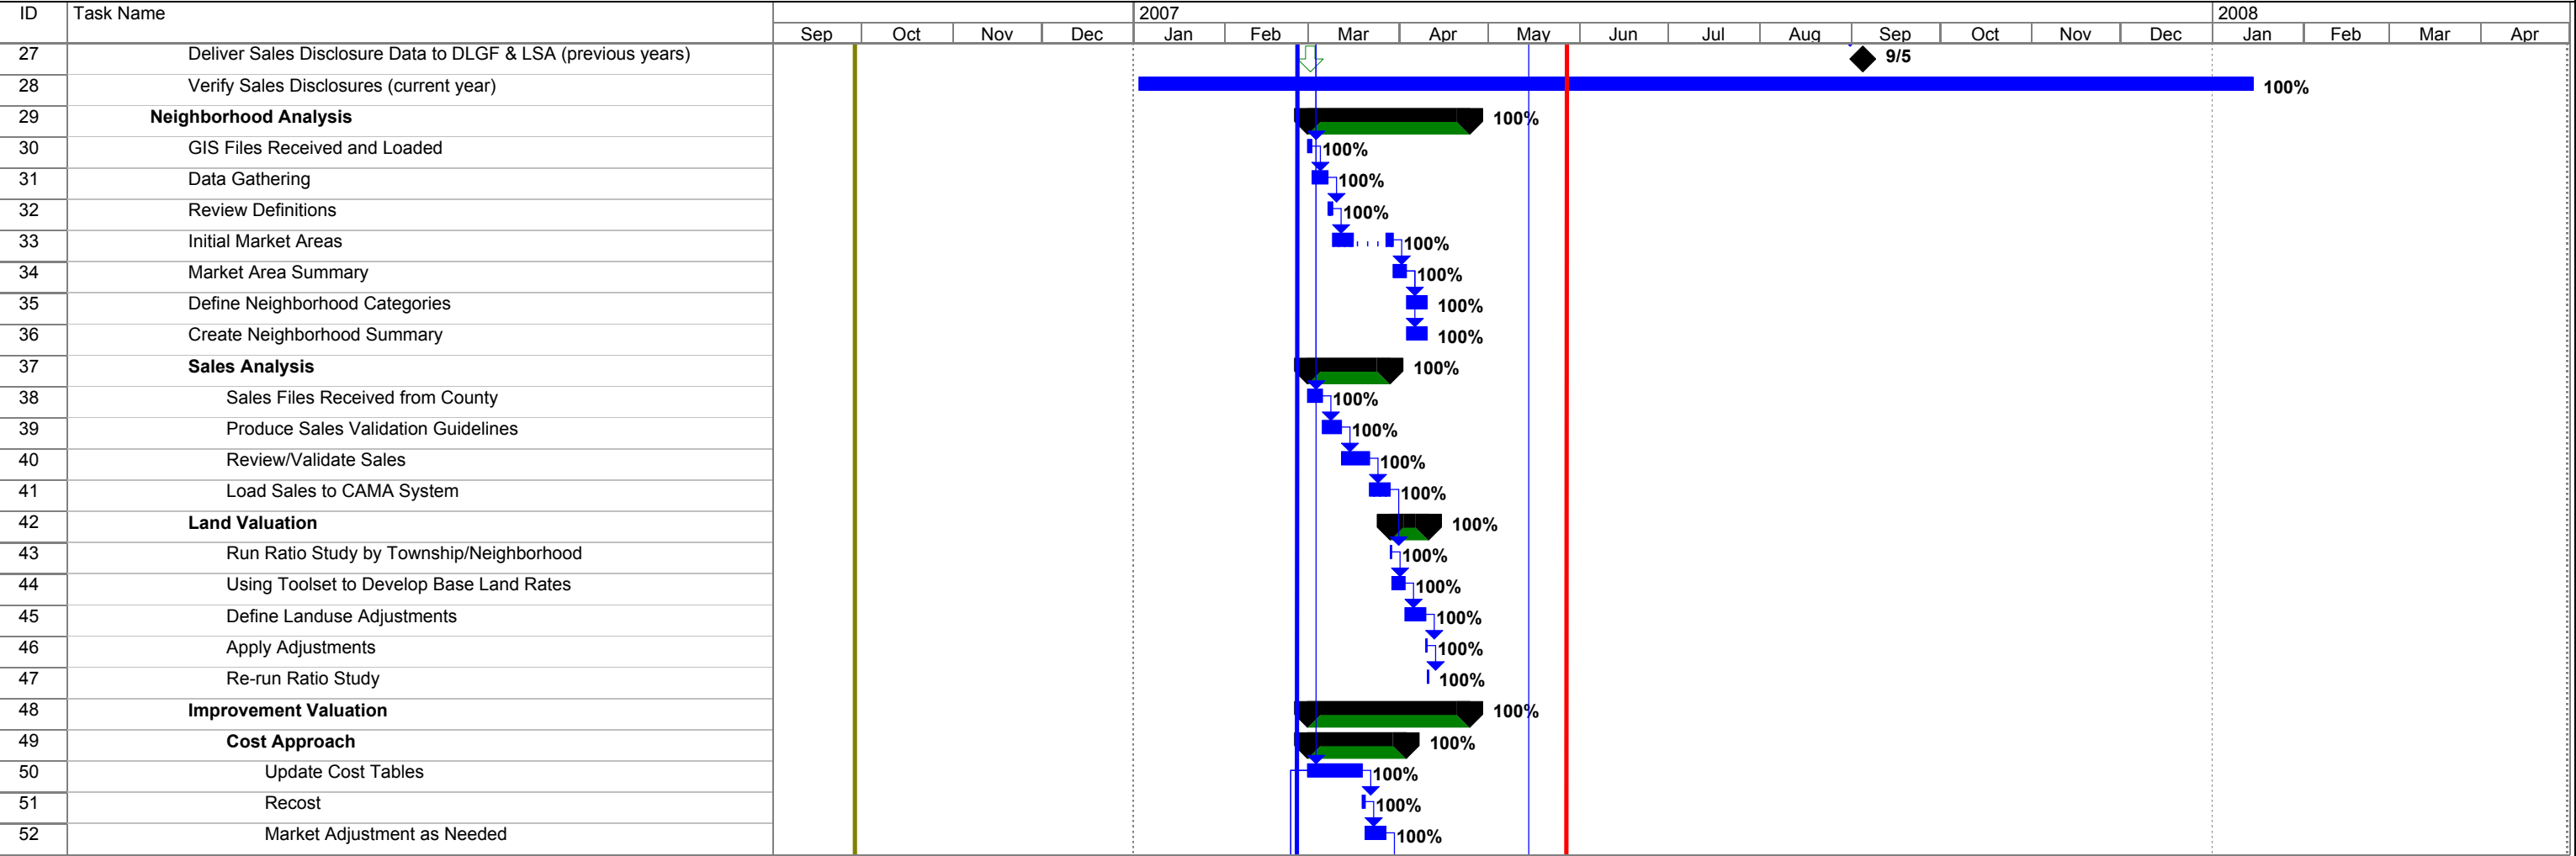 ID Task Name 2007 2008
Sep Oct Nov Dec Jan Feb Mar Apr May Jun Jul Aug Sep Oct Nov Dec Jan Feb Mar Apr
27 Deliver Sales Disclosure Data to DLGF & LSA (previous years) 9/5
28 Verify Sales Disclosures (current year) 100%
29 Neighborhood Analysis 100%
30 GIS Files Received and Loaded 100%
31 Data Gathering 100%
32 Review Definitions 100%
33 Initial Market Areas 100%
34 Market Area Summary 100%
35 Define Neighborhood Categories 100%
36 Create Neighborhood Summary 100%
37 Sales Analysis 100%
38 Sales Files Received from County 100%
39 Produce Sales Validation Guidelines 100%
40 Review/Validate Sales 100%
41 Load Sales to CAMA System 100%
42 Land Valuation 100%
43 Run Ratio Study by Township/Neighborhood 100%
44 Using Toolset to Develop Base Land Rates 100%
45 Define Landuse Adjustments 100%
46 Apply Adjustments 100%
47 Re-run Ratio Study 100%
48 Improvement Valuation 100%
49 Cost Approach 100%
50 Update Cost Tables 100%
51 Recost 100%
52 Market Adjustment as Needed 100%